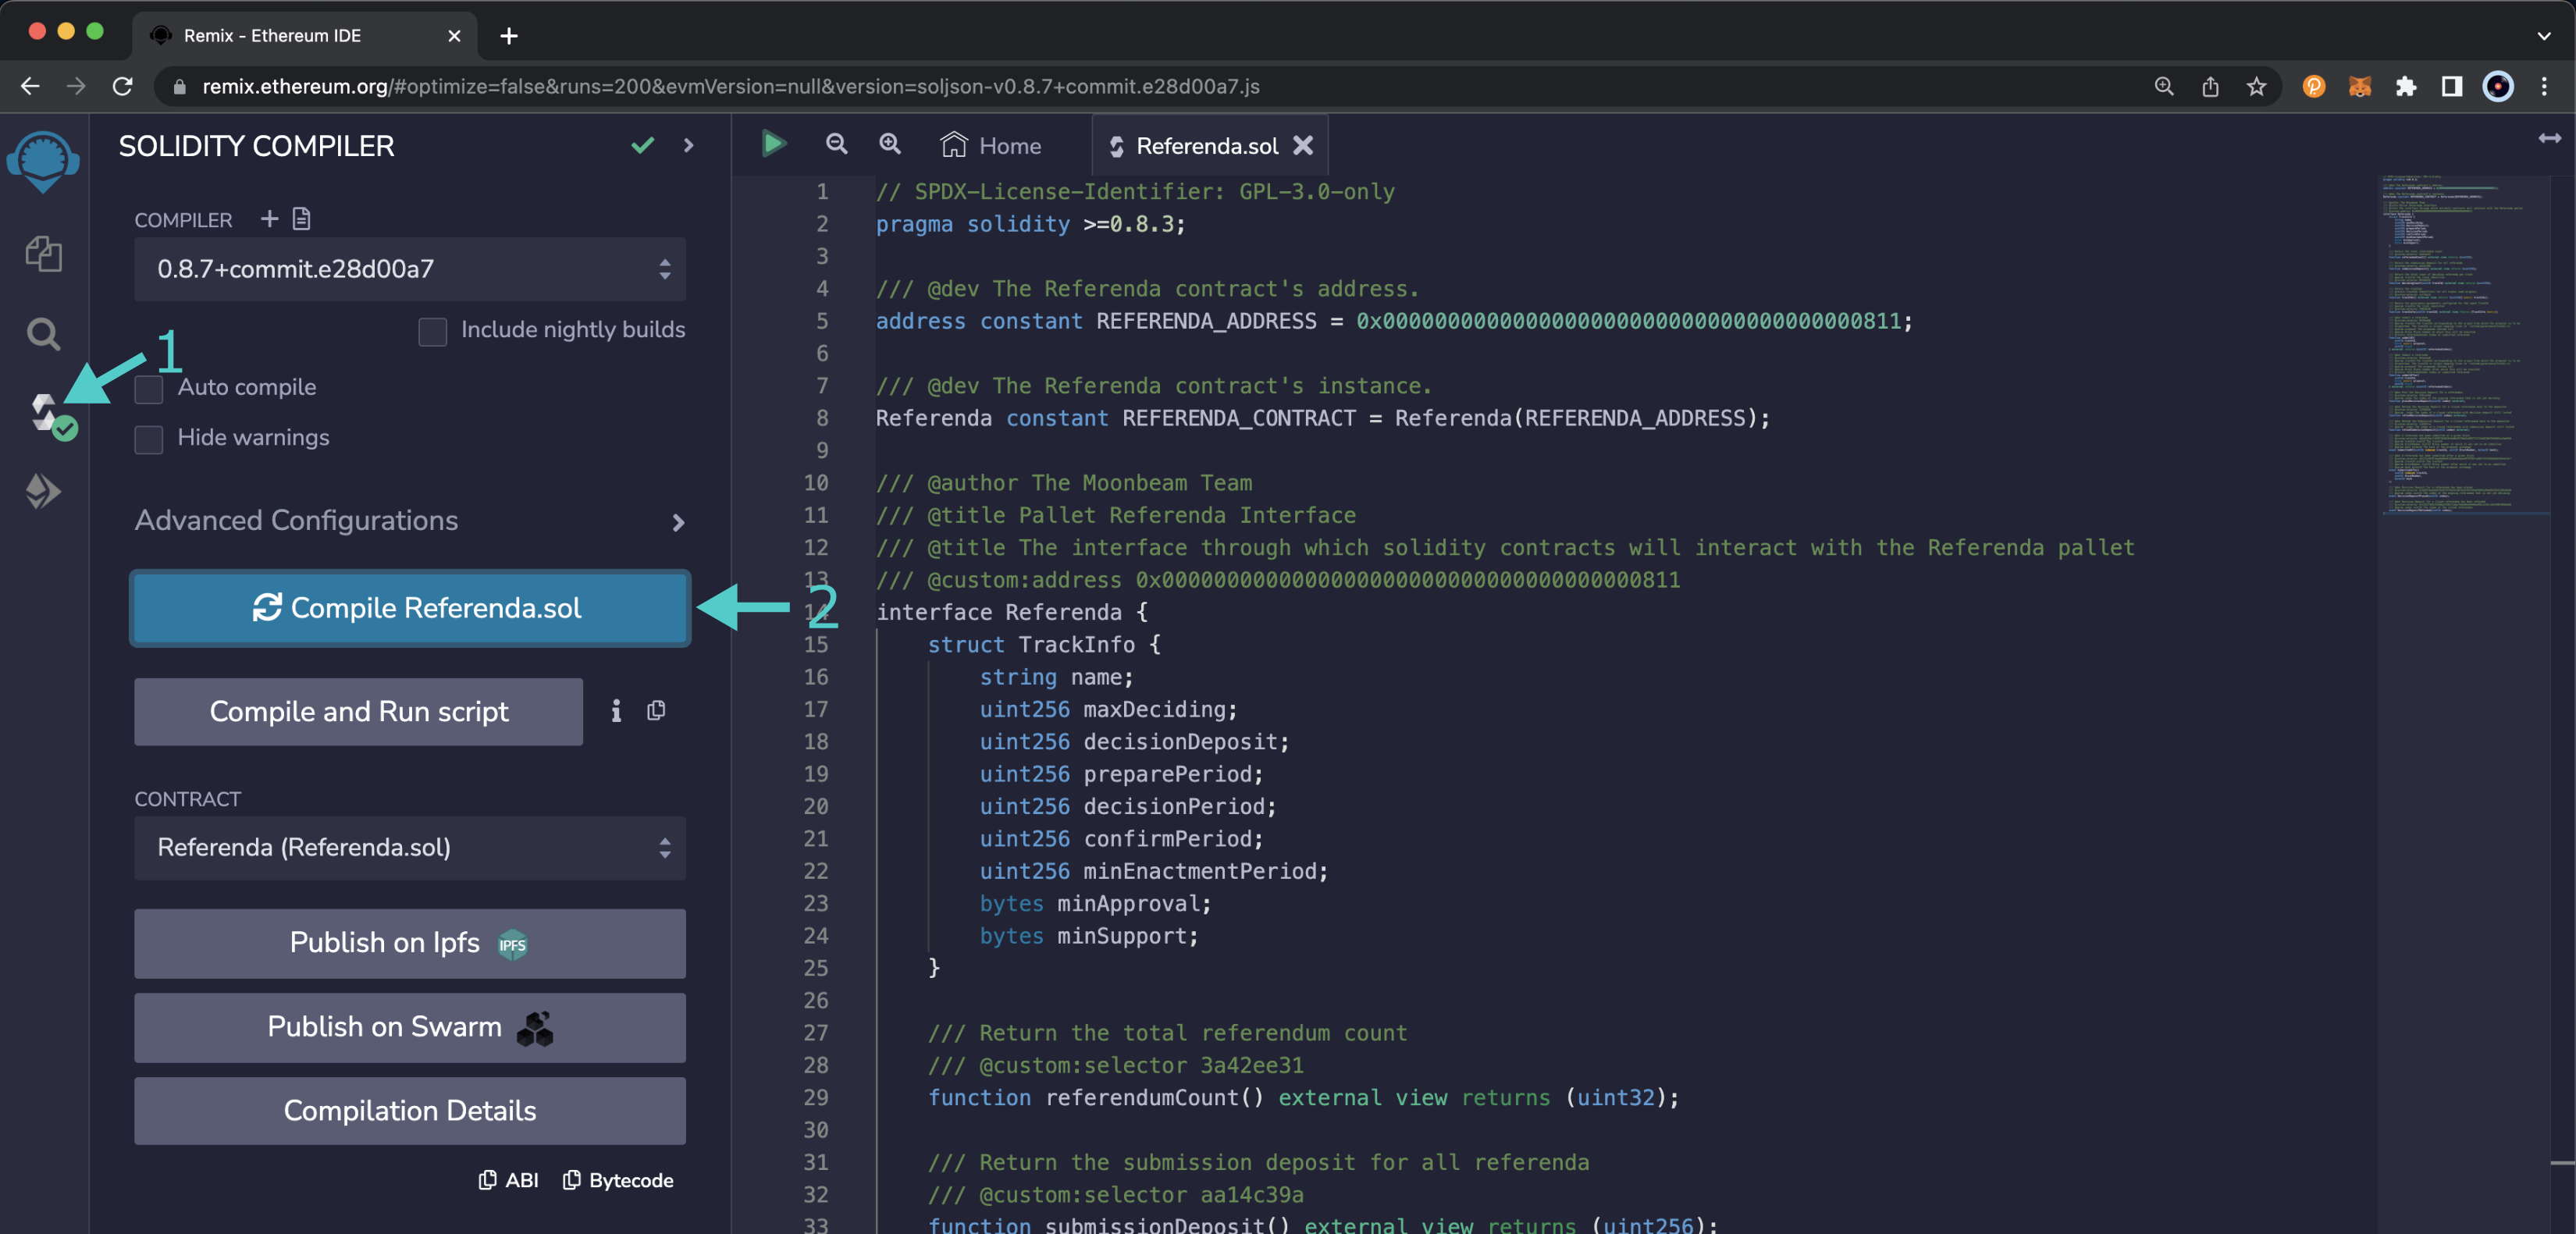 Remix - Ethereum IDE
remix.ethereum.org/#optimize=false&runs=200&evmVersion=null&version=soljson-v0.8.7+commit.e28d00a7.js
SOLIDITY COMPILER
COMPILER
0.8.7+commit.e28d00a7
Include nightly builds
1
Auto compile
Hide warnings
Advanced Configurations
Compile Referenda.sol
2
Compile and Run script
CONTRACT
Referenda (Referenda.sol)
Publish on Ipfs IPFS
Publish on Swarm
Compilation Details
ABI Bytecode
Home Referenda.sol
1 // SPDX-License-Identifier: GPL-3.0-only
2 pragma solidity >=0.8.3;
3
4 /// @dev The Referenda contract's address.
5 address constant REFERENDA_ADDRESS = 0x0000000000000000000000000000000000000811;
6
7 /// @dev The Referenda contract's instance.
8 Referenda constant REFERENDA_CONTRACT = Referenda(REFERENDA_ADDRESS);
9
10 /// @author The Moonbeam Team
11 /// @title Pallet Referenda Interface
12 /// @title The interface through which solidity contracts will interact with the Referenda pallet
13 /// @custom:address 0x0000000000000000000000000000000000000811
14 interface Referenda {
15 struct TrackInfo {
16 string name;
17 uint256 maxDeciding;
18 uint256 decisionDeposit;
19 uint256 preparePeriod;
20 uint256 decisionPeriod;
21 uint256 confirmPeriod;
22 uint256 minEnactmentPeriod;
23 bytes minApproval;
24 bytes minSupport;
25 }
26
27 /// Return the total referendum count
28 /// @custom:selector 3a42ee31
29 function referendumCount() external view returns (uint32);
30
31 /// Return the submission deposit for all referenda
32 /// @custom:selector aa14c39a
33 function submissionDeposit() external view returns (uint256);